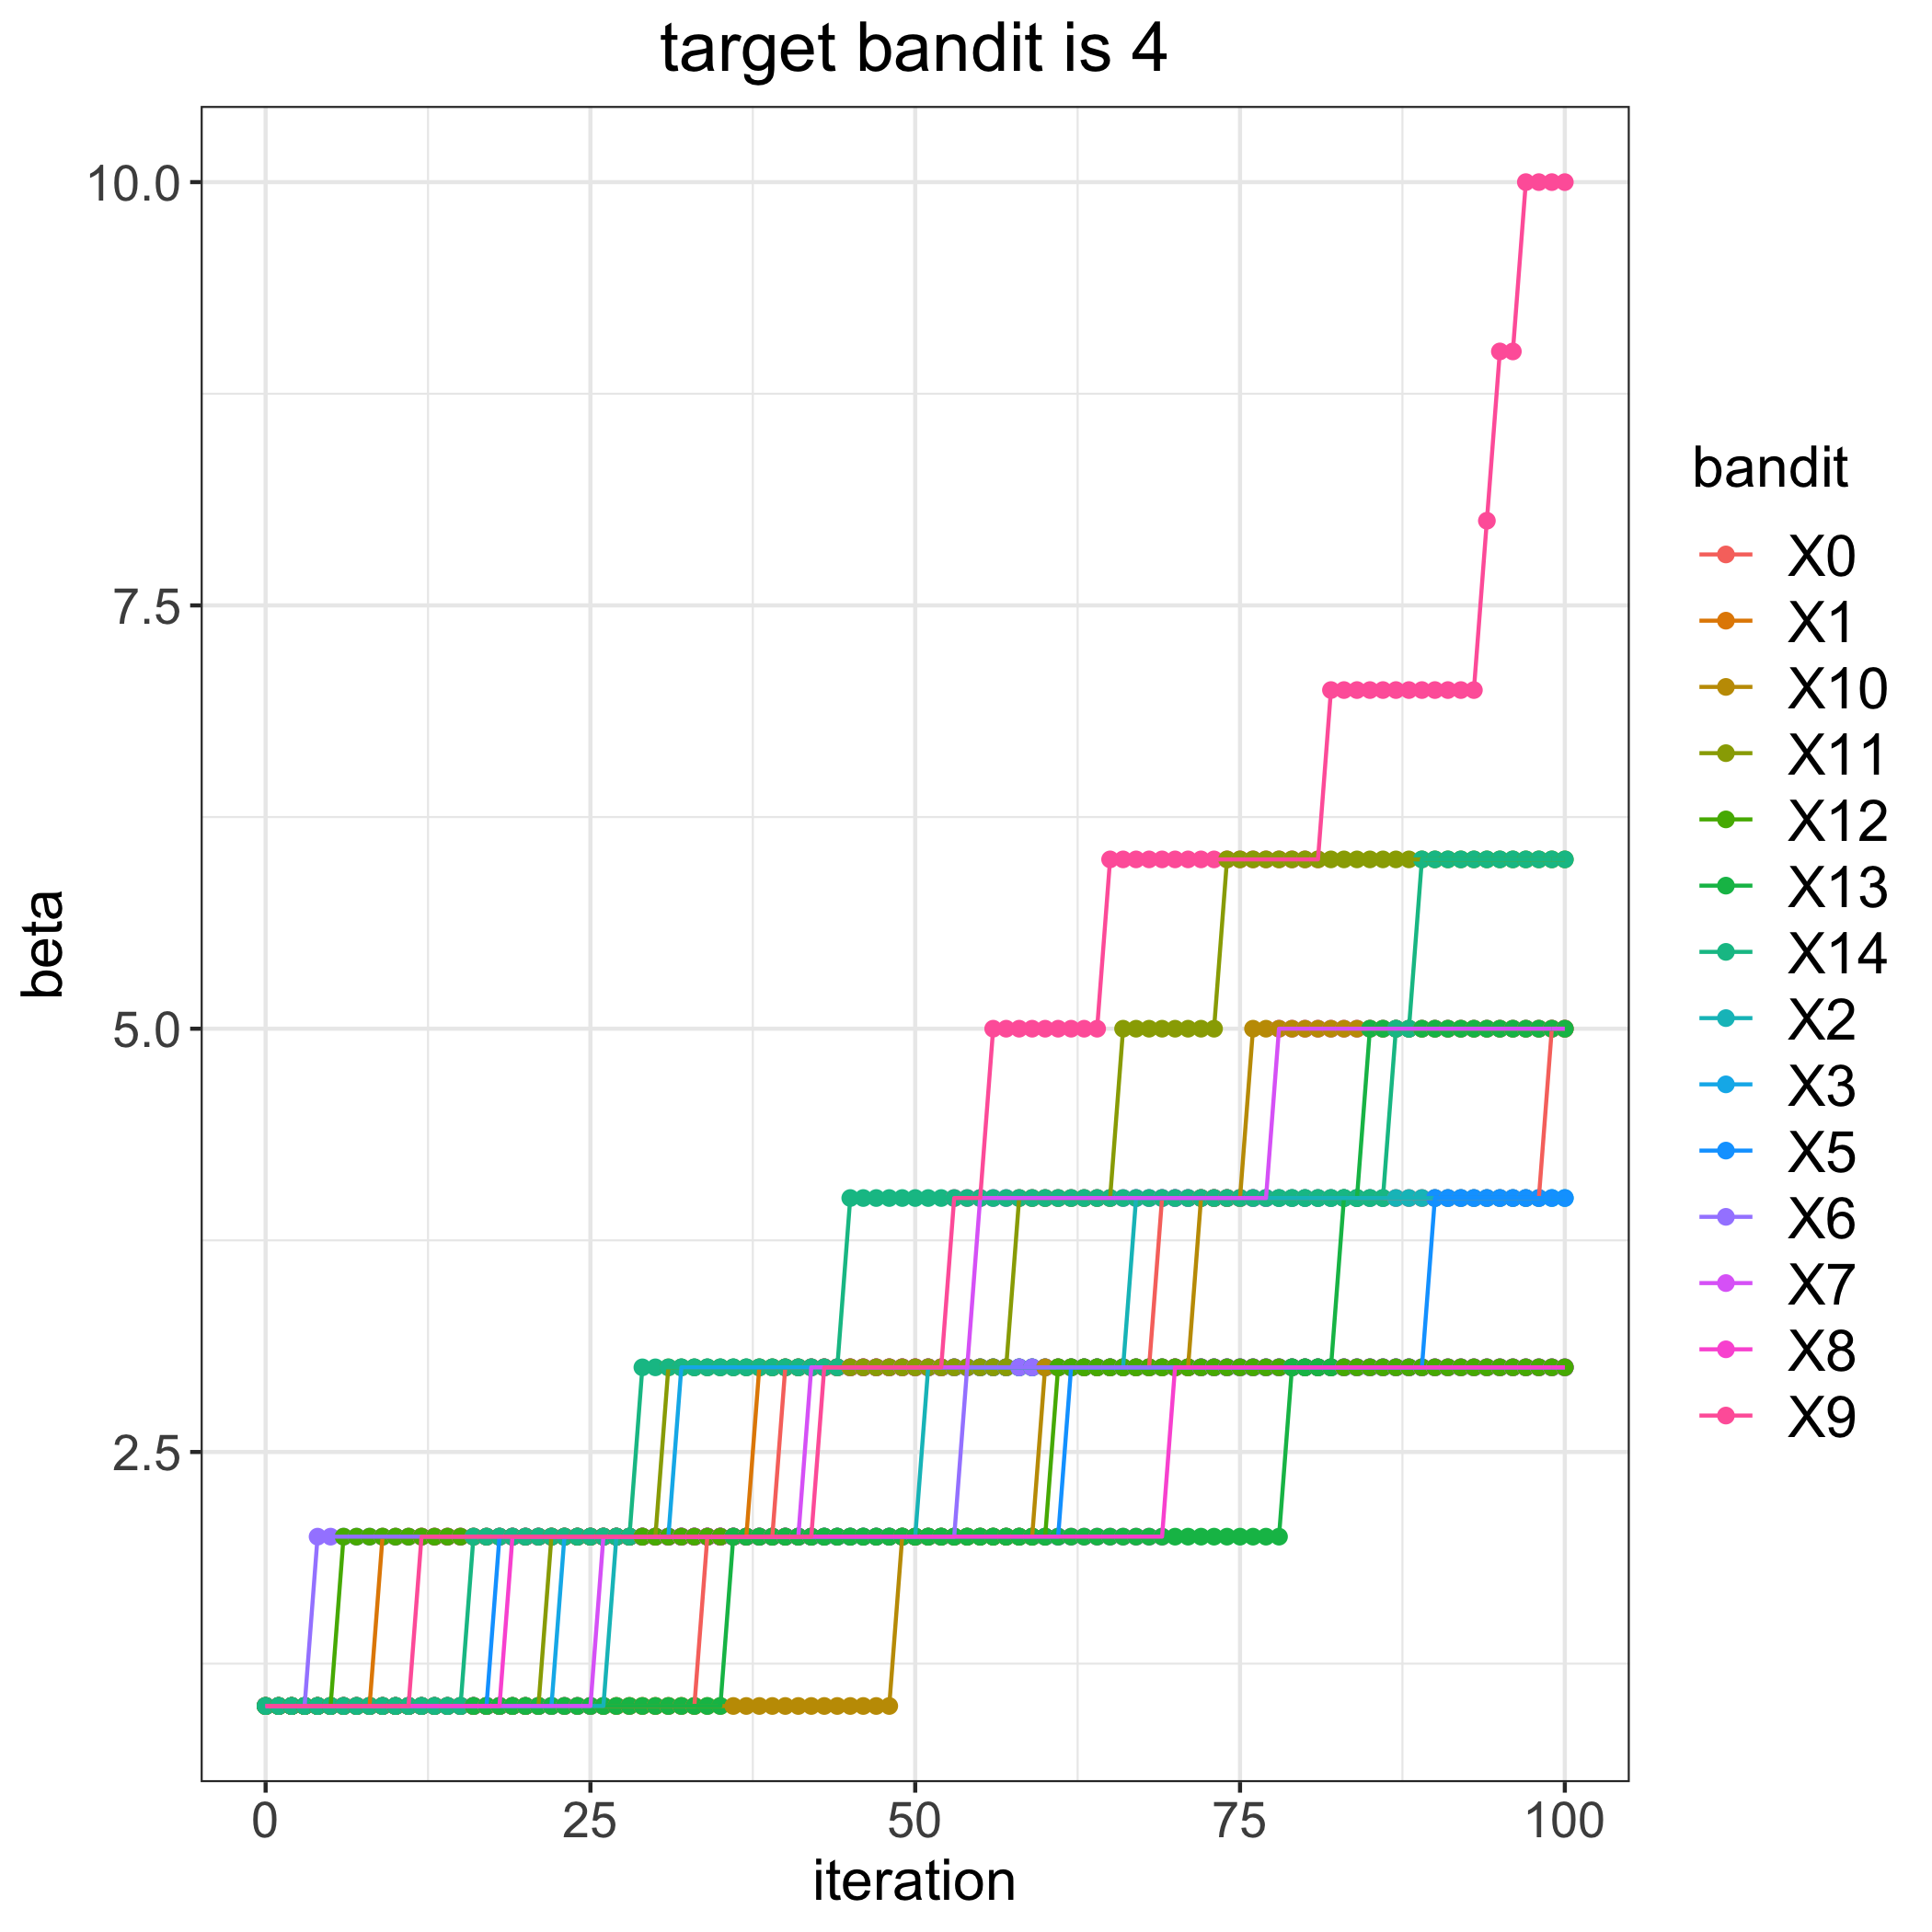 target bandit is 4
10.0
7.5
5.0
2.5
beta
0 25 50 75 100
iteration
bandit
X0
X1
X10
X11
X12
X13
X14
X2
X3
X5
X6
X7
X8
X9